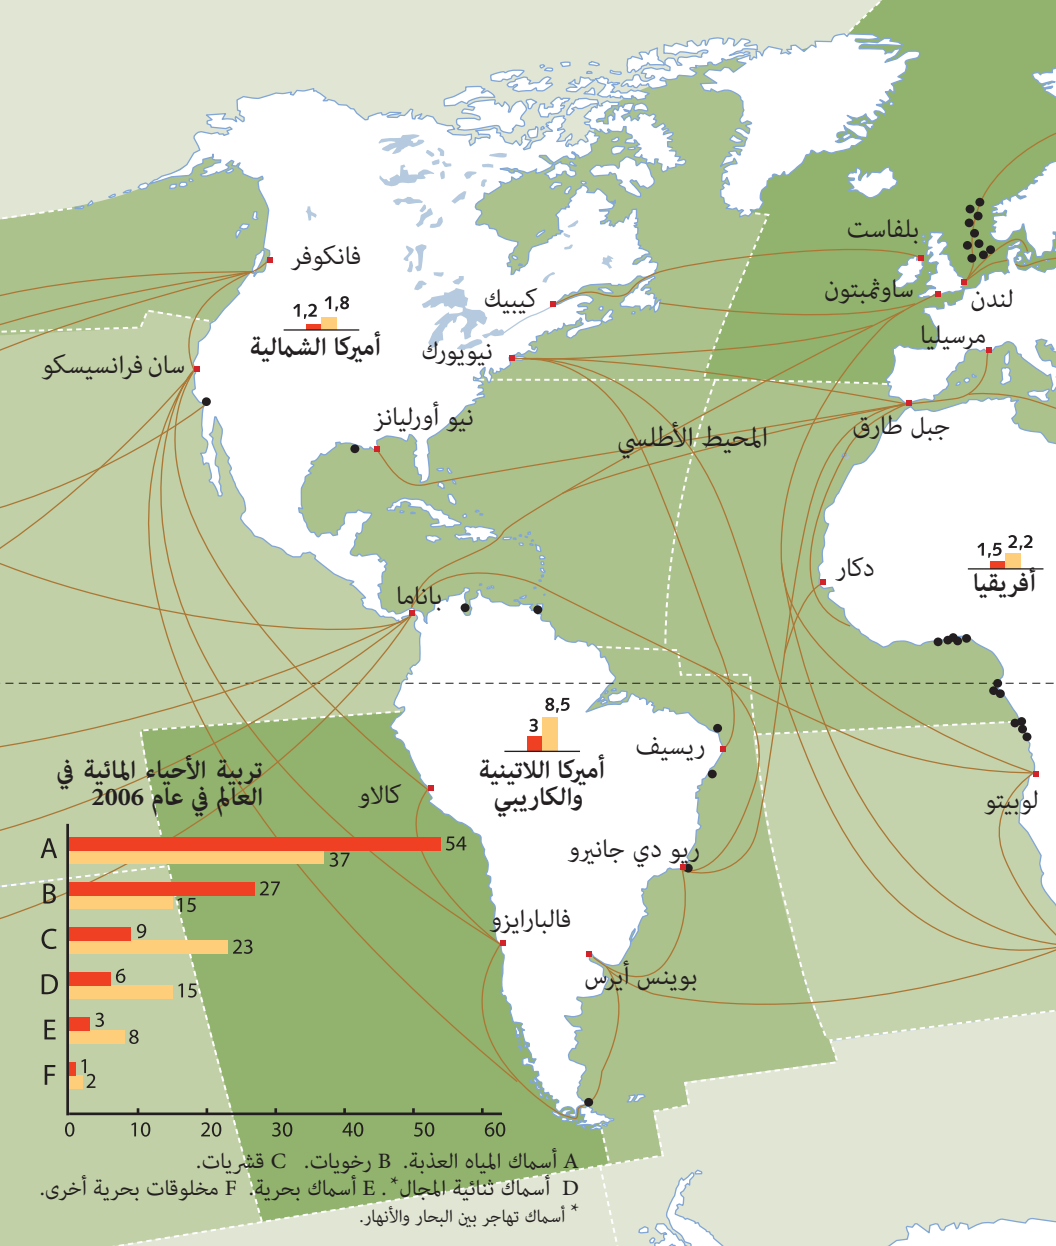 بلفاست
فانكوفر
ساوثمبتون
لندن
كيبيك
1,2 1,8
أميركا الشمالية
مرسيليا
نيويورك
سان فرانسيسكو
نيو أورليانز
جبل طارق
المحيط الأطلسي
1,5 2,2
أفريقيا
دكار
باناما
3 8,5
أميركا اللاتينية
والكاريبي
ريسيف
كالاو
لوبيتو
ريو دي جانيرو
فالبارايزو
بوينس أيرس
تربية الأحياء المائية في
العالم في عام 2006
A 54
37
B 27
15
C 9
23
D 6
15
E 3
8
F 1
2
0 10 20 30 40 50 60
A أسماك المياه العذبة. B رخويات. C قشريات.
D أسماك ثنائية المجال*. E أسماك بحرية. F مخلوقات بحرية أخرى.
* أسماك تهاجر بين البحار والأنهار.